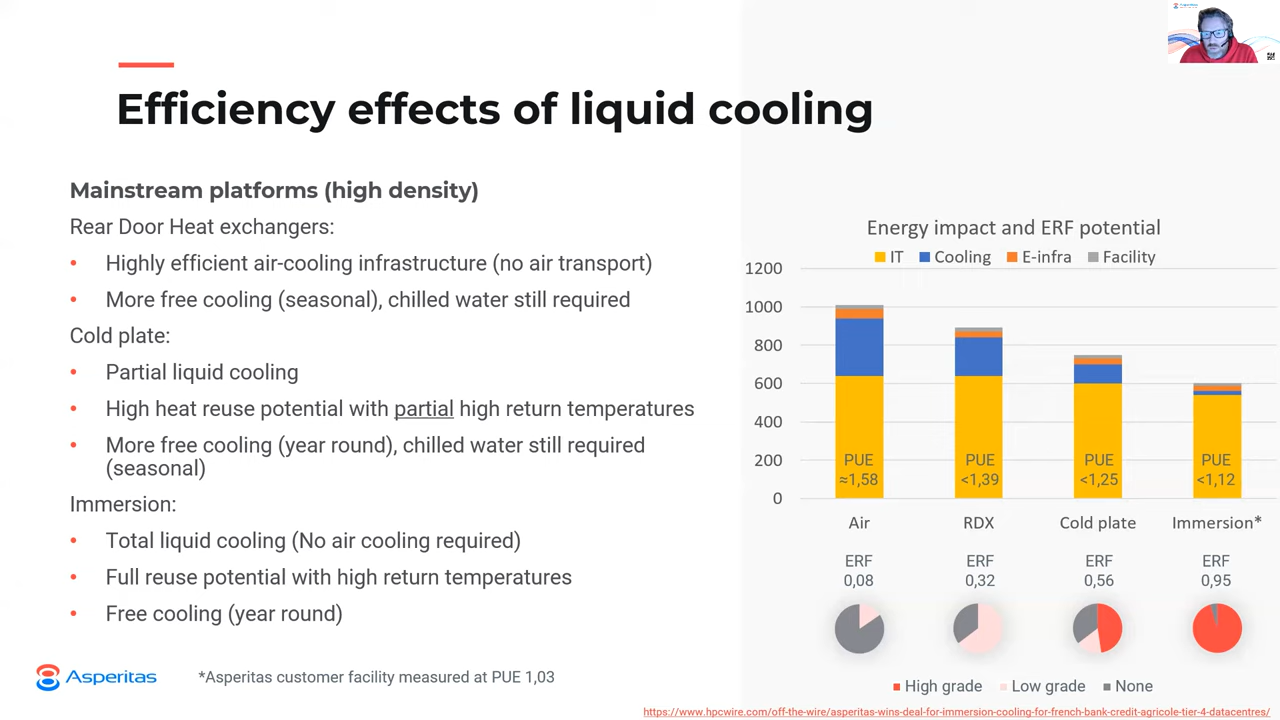 Efficiency effects of liquid cooling
Mainstream platforms (high density)
Rear Door Heat exchangers:
• Highly efficient air-cooling infrastructure (no air transport)
• More free cooling (seasonal), chilled water still required
Cold plate:
• Partial liquid cooling
• High heat reuse potential with partial high return temperatures
• More free cooling (year round), chilled water still required
(seasonal)
Immersion:
• Total liquid cooling (No air cooling required)
• Full reuse potential with high return temperatures
• Free cooling (year round)
Asperitas
*Asperitas customer facility measured at PUE 1,03
Energy impact and ERF potential
IT Cooling E-infra Facility
1200
1000
800
600
400
200
0
PUE PUE PUE PUE
≈1,58 <1,39 <1,25 <1,12
Air RDX Cold plate Immersion*
ERF ERF ERF ERF
0,08 0,32 0,56 0,95
High grade Low grade None
https://www.hpcwire.com/off-the-wire/asperitas-wins-deal-for-immersion-cooling-for-french-bank-credit-agricole-tier-4-datacentres/